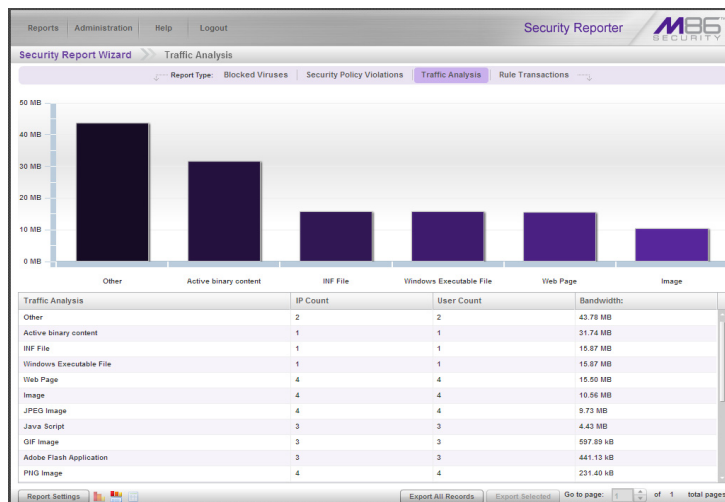 Reports Administration Help Logout Security Reporter M86
SECURITY
Security Report Wizard Traffic Analysis
Report Type: Blocked Viruses Security Policy Violations Traffic Analysis Rule Transactions
50 MB
40 MB
30 MB
20 MB
10 MB
0 MB
Other Active binary content INF File Windows Executable File Web Page Image
Traffic Analysis IP Count User Count Bandwidth:
Other 2 2 43.78 MB
Active binary content 1 1 31.74 MB
INF File 1 1 15.87 MB
Windows Executable File 1 1 15.87 MB
Web Page 4 4 15.50 MB
Image 4 4 10.56 MB
JPEG Image 4 4 9.73 MB
Java Script 3 3 4.43 MB
GIF Image 3 3 597.89 kB
Adobe Flash Application 3 3 441.13 kB
PNG Image 4 4 231.40 kB
Report Settings Export All Records Export Selected Go to page: 1 of 1 total pages